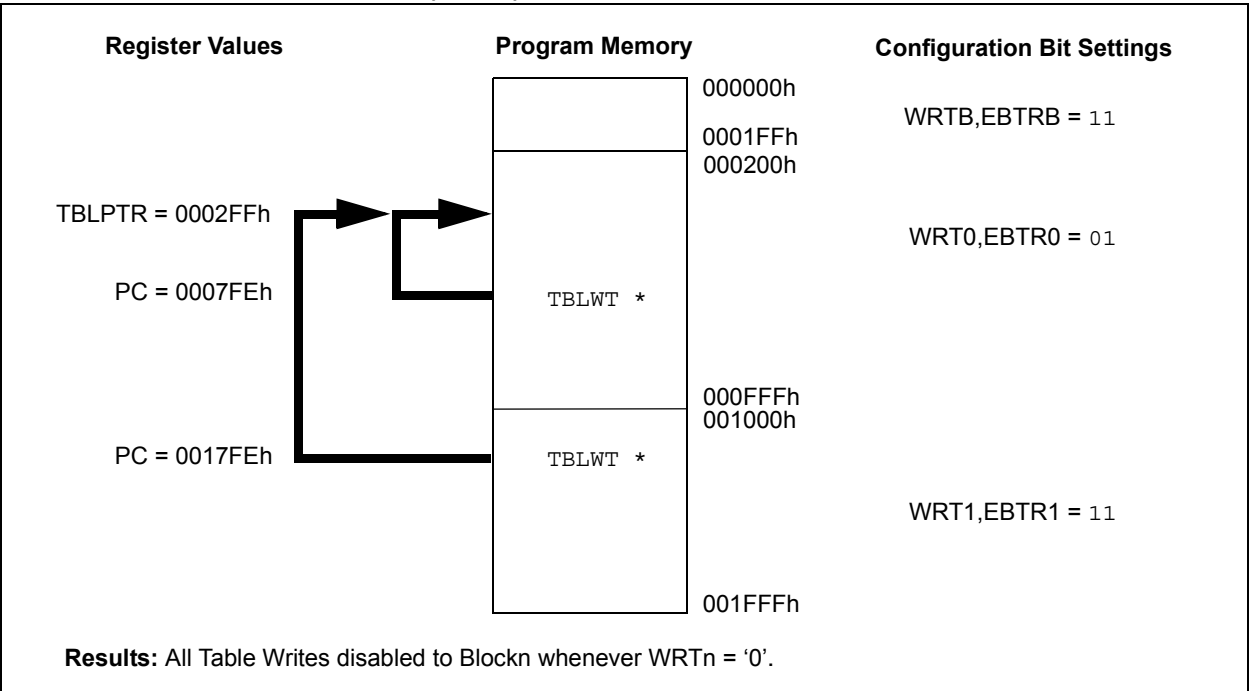 Register Values
Program Memory
Configuration Bit Settings
000000h
WRTB,EBTRB = 11
0001FFh
000200h
TBLPTR = 0002FFh
WRT0,EBTR0 = 01
PC = 0007FEh
TBLWT *
000FFFh
001000h
PC = 0017FEh
TBLWT *
WRT1,EBTR1 = 11
001FFFh
Results: All Table Writes disabled to Blockn whenever WRTn = ‘0’.